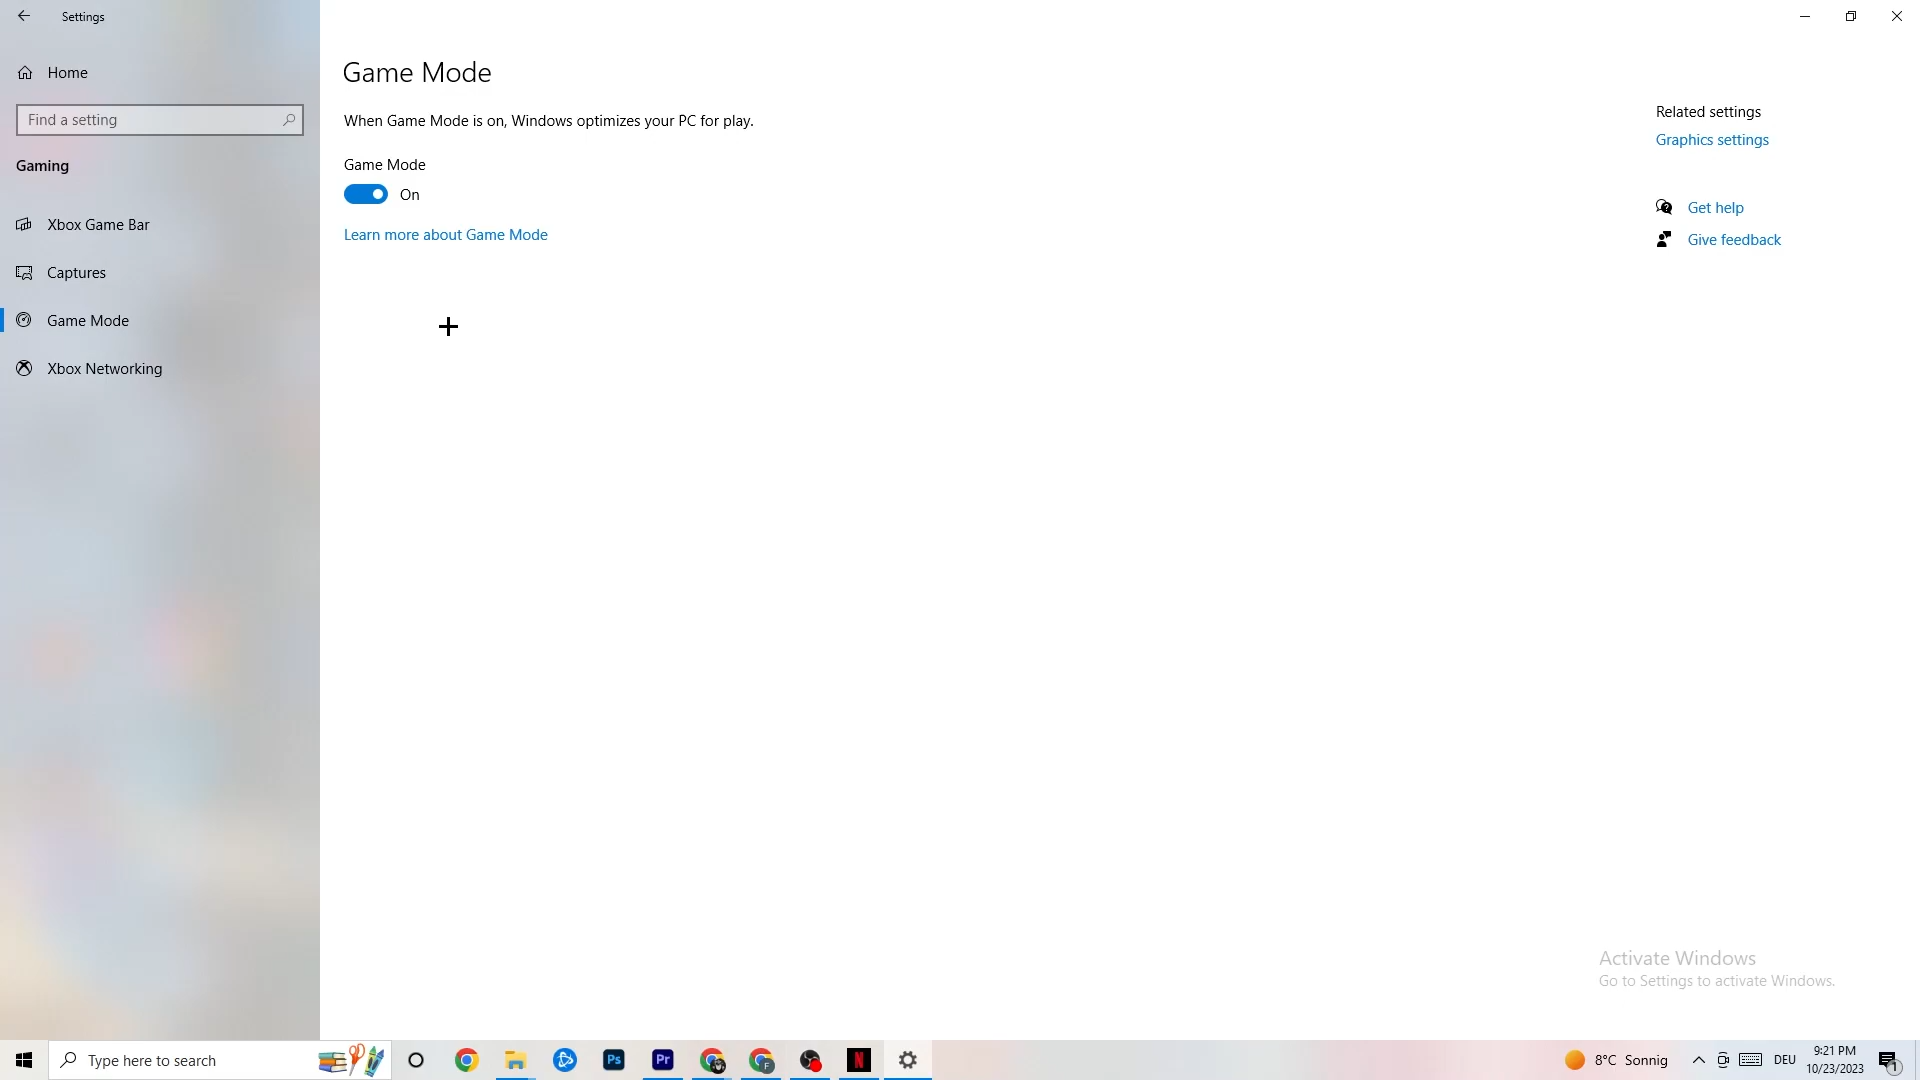 Settings
Home
Find a setting
Gaming
Xbox Game Bar
Captures
Game Mode
Xbox Networking
Game Mode
When Game Mode is on, Windows optimizes your PC for play.
Game Mode
On
Learn more about Game Mode
Related settings
Graphics settings
Get help
Give feedback
Activate Windows
Go to Settings to activate Windows.
Type here to search
Ps
Pr
F
N
8°C Sonnig
DEU
9:21 PM
10/23/2023
1